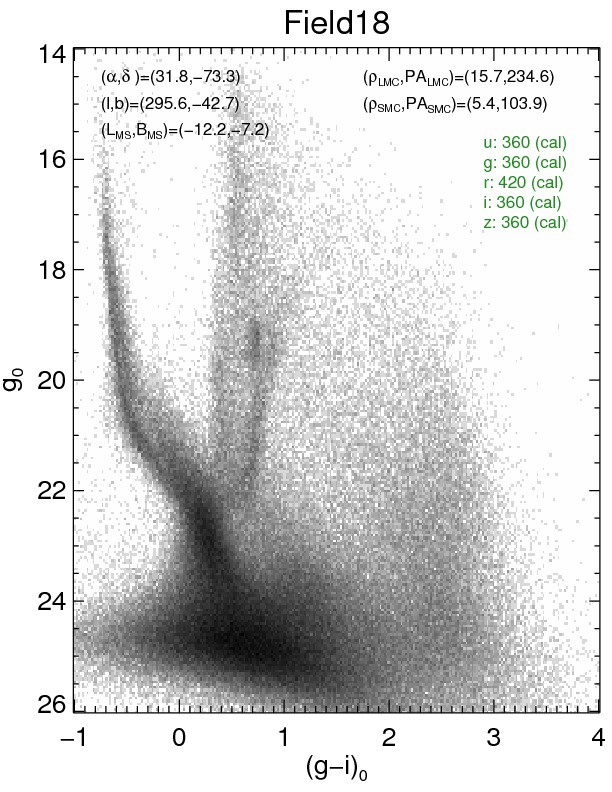 Field18
(α,δ )=(31.8,−73.3)
(ρLMC,PALMC)=(15.7,234.6)
(l,b)=(295.6,−42.7)
(ρSMC,PASMC)=(5.4,103.9)
(LMS,BMS)=(−12.2,−7.2)
u: 360 (cal)
g: 360 (cal)
r: 420 (cal)
i: 360 (cal)
z: 360 (cal)
14
16
18
20
22
24
26
g0
−1 0 1 2 3 4
(g−i)0